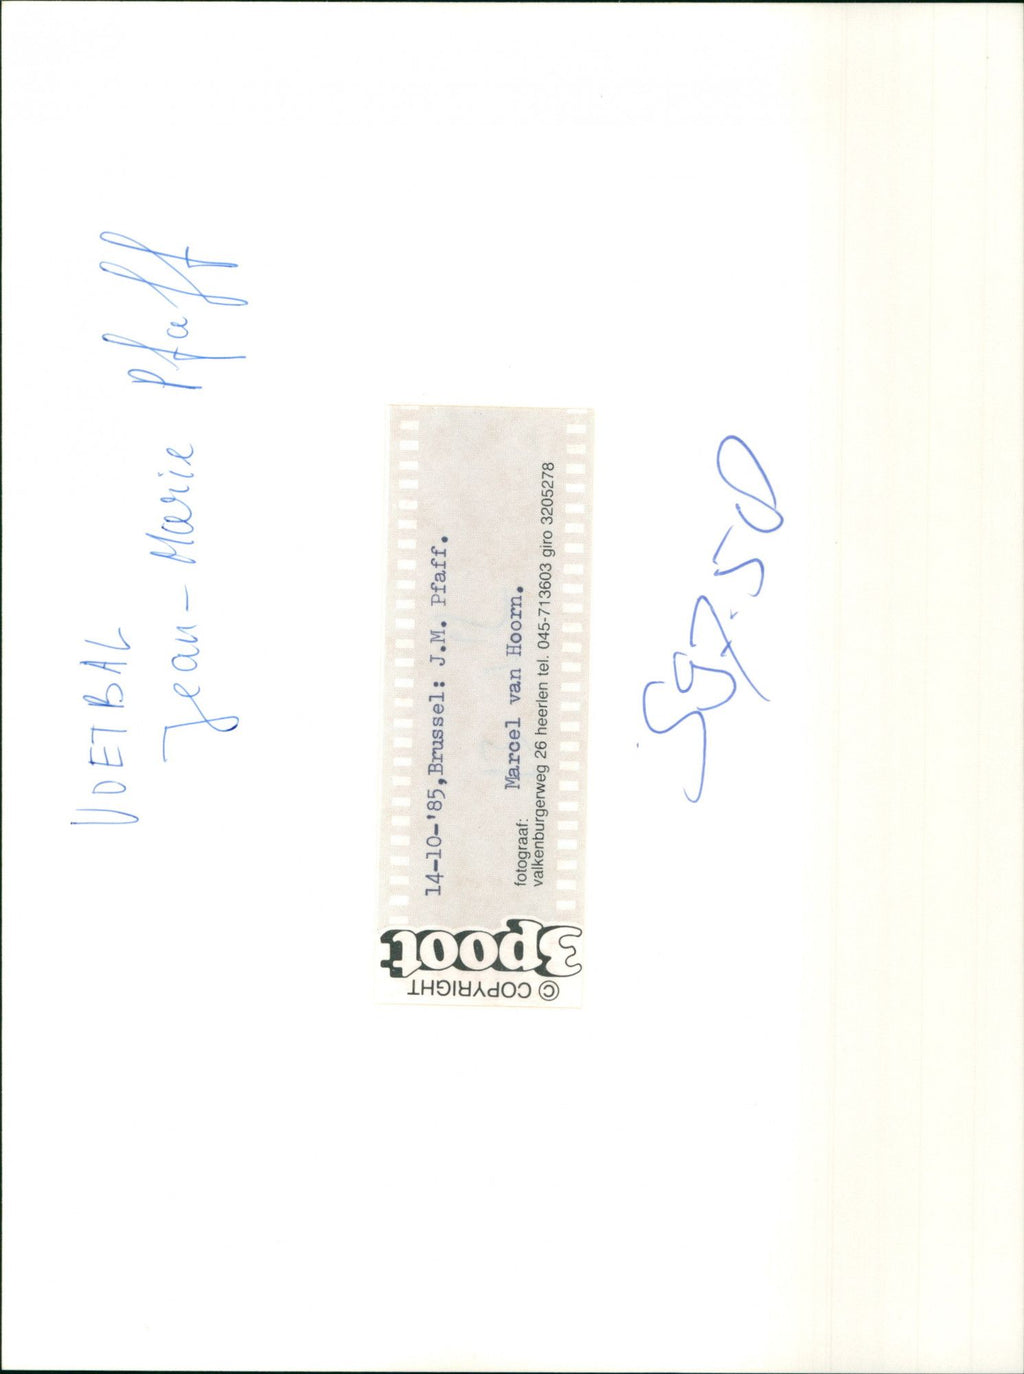 VOETBAL
Jean-Marie Pfaff
© COPYRIGHT
3poot
14-10-'85,Brussel: J.M. Pfaff.
fotograaf: Marcel van Hoorn.
valkenburgerweg 26 heerlen tel. 045-713603 giro 3205278